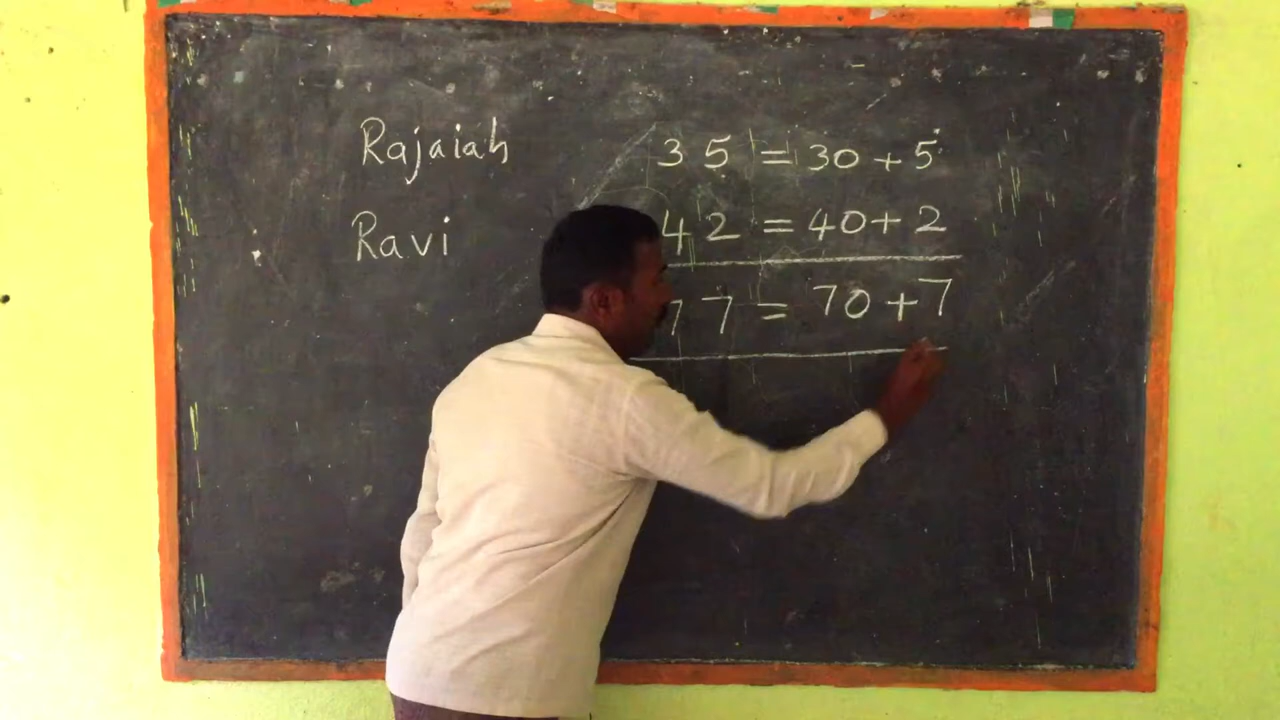 Rajaiah 35 = 30 + 5
Ravi 42 = 40 + 2
77 = 70 + 7